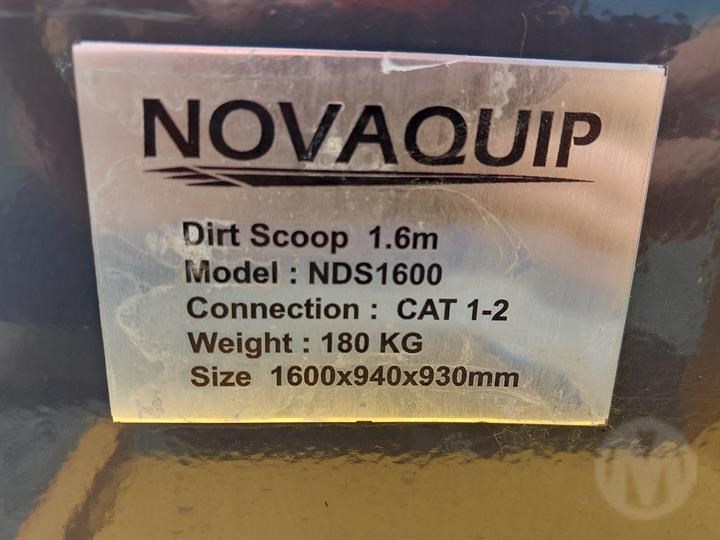 NOVAQUIP
Dirt Scoop 1.6m
Model : NDS1600
Connection : CAT 1-2
Weight : 180 KG
Size 1600x940x930mm
M